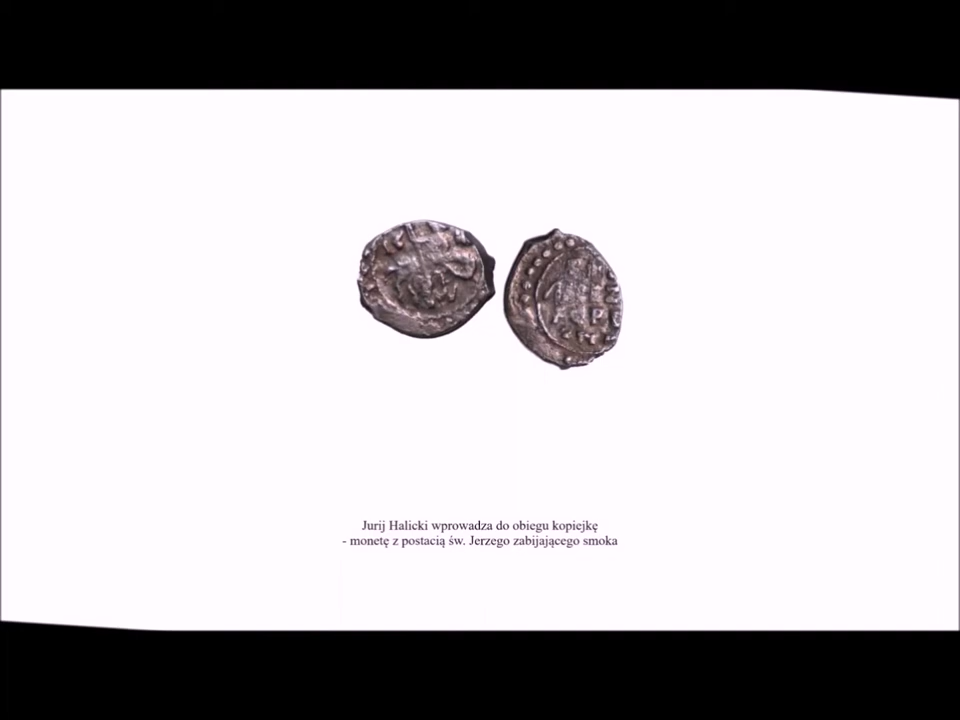 Jurij Halicki wprowadza do obiegu kopiejkę
- monetę z postacią św. Jerzego zabijającego smoka